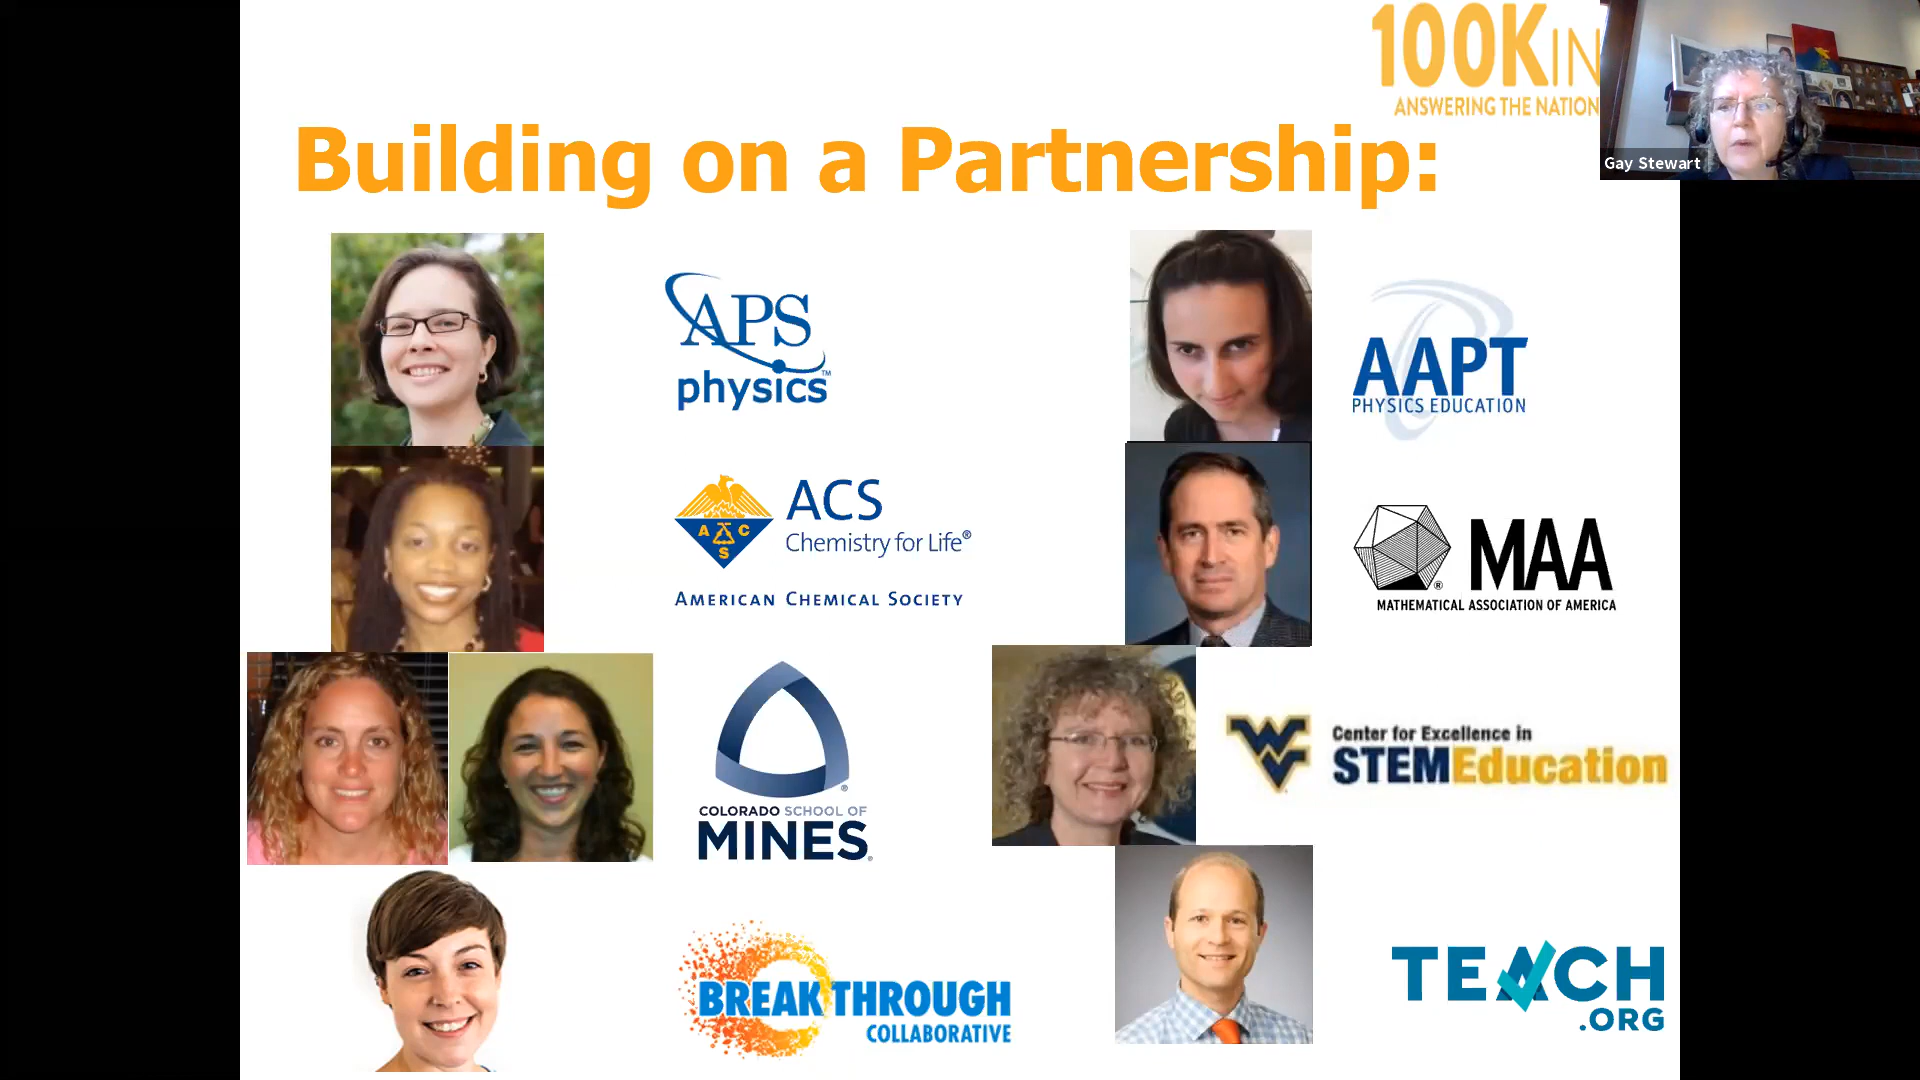 100KIN
ANSWERING THE NATION
Gay Stewart
Building on a Partnership:
APS
physics™
AAPT
PHYSICS EDUCATION
A C S
ACS
Chemistry for Life®
AMERICAN CHEMICAL SOCIETY
MAA
®
MATHEMATICAL ASSOCIATION OF AMERICA
COLORADO SCHOOL OF
MINES®
WV
Center for Excellence in
STEMEducation
BREAKTHROUGH
COLLABORATIVE
TEACH
.ORG